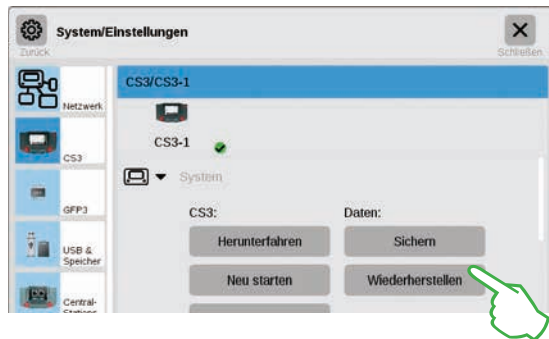 System/Einstellungen
Zurück
Schließen
Netzwerk
CS3
GFP3
USB &
Speicher
Central-
Stations
CS3/CS3-1
CS3-1
System
CS3:
Daten:
Herunterfahren
Sichern
Neu starten
Wiederherstellen